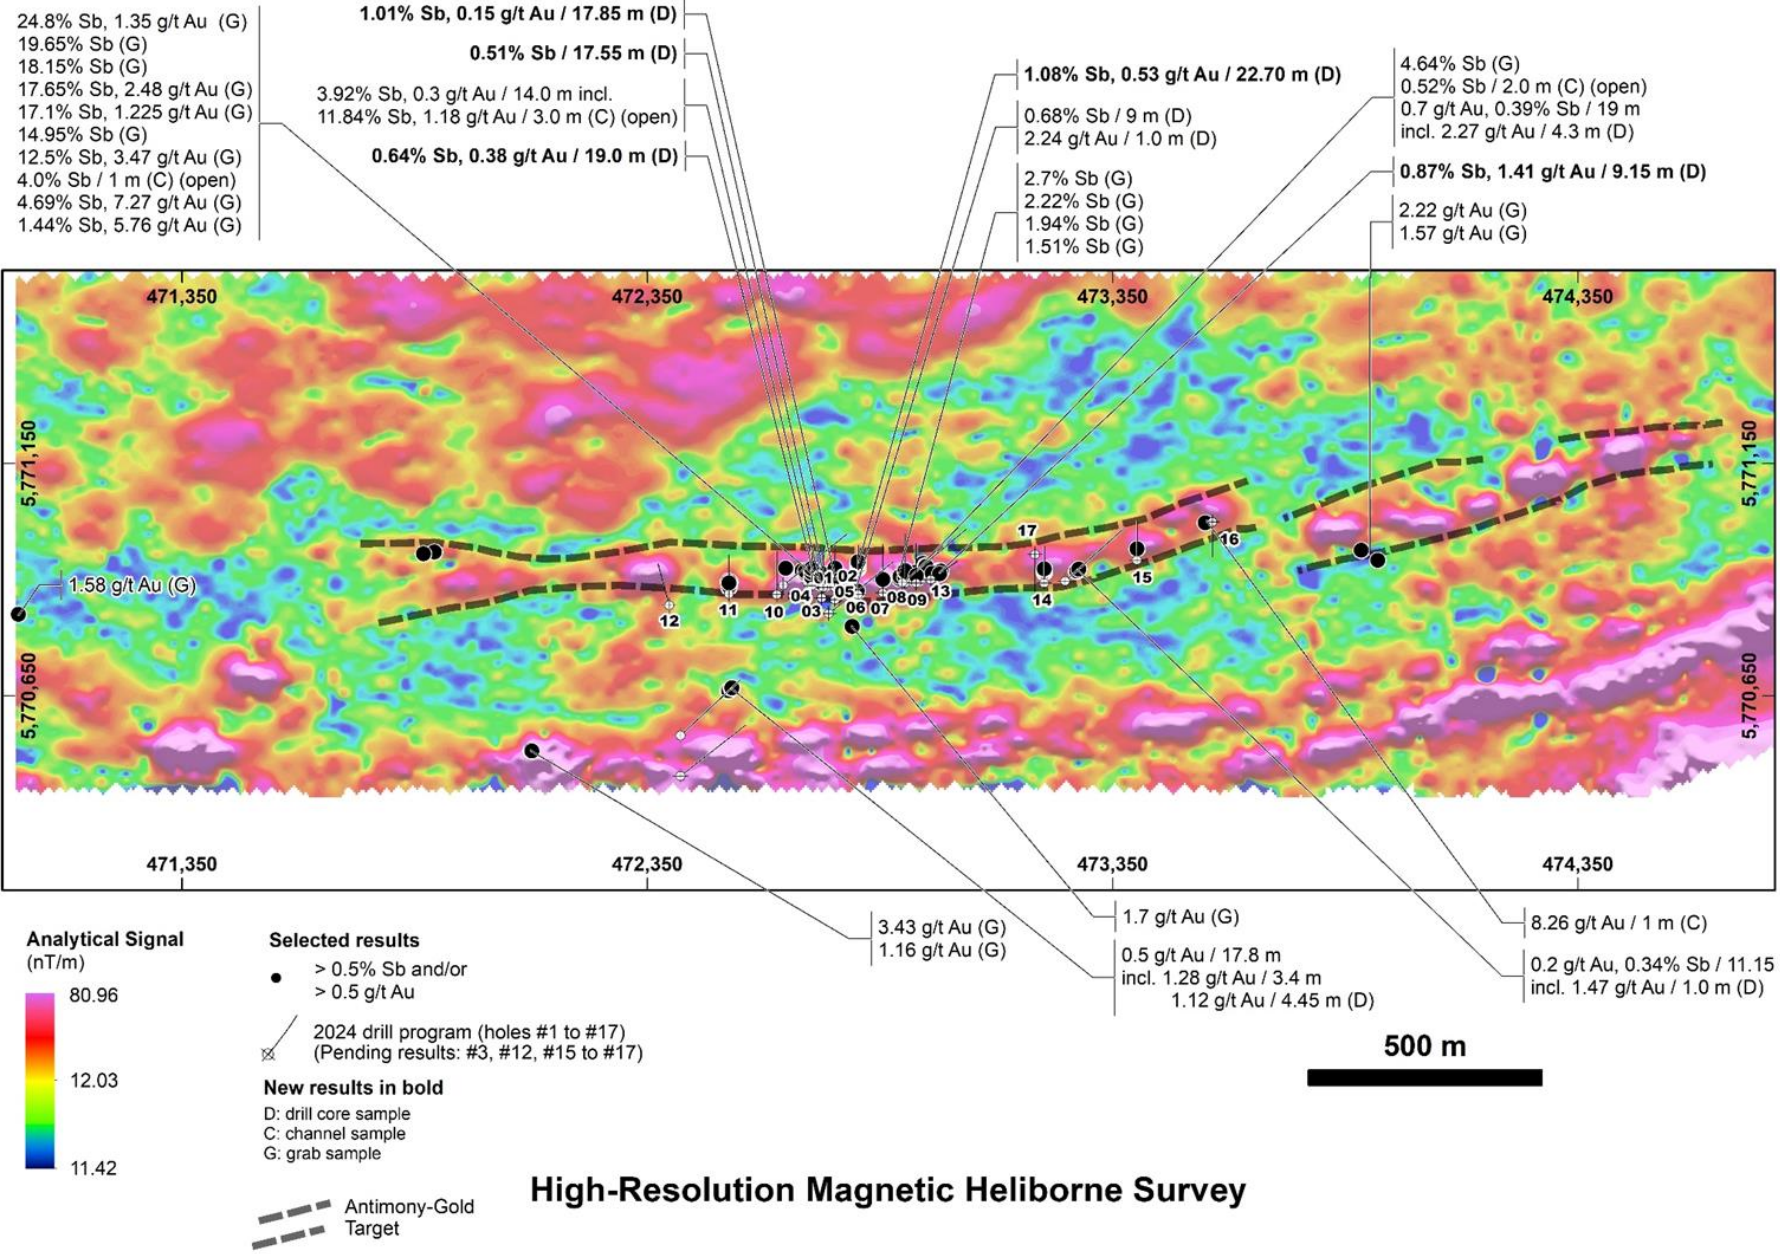 24.8% Sb, 1.35 g/t Au (G)
19.65% Sb (G)
18.15% Sb (G)
17.65% Sb, 2.48 g/t Au (G)
17.1% Sb, 1.225 g/t Au (G)
14.95% Sb (G)
12.5% Sb, 3.47 g/t Au (G)
4.0% Sb / 1 m (C) (open)
4.69% Sb, 7.27 g/t Au (G)
1.44% Sb, 5.76 g/t Au (G)
1.01% Sb, 0.15 g/t Au / 17.85 m (D)
0.51% Sb / 17.55 m (D)
3.92% Sb, 0.3 g/t Au / 14.0 m incl.
11.84% Sb, 1.18 g/t Au / 3.0 m (C) (open)
0.64% Sb, 0.38 g/t Au / 19.0 m (D)
1.08% Sb, 0.53 g/t Au / 22.70 m (D)
0.68% Sb / 9 m (D)
2.24 g/t Au / 1.0 m (D)
2.7% Sb (G)
2.22% Sb (G)
1.94% Sb (G)
1.51% Sb (G)
4.64% Sb (G)
0.52% Sb / 2.0 m (C) (open)
0.7 g/t Au, 0.39% Sb / 19 m
incl. 2.27 g/t Au / 4.3 m (D)
0.87% Sb, 1.41 g/t Au / 9.15 m (D)
2.22 g/t Au (G)
1.57 g/t Au (G)
471,350
472,350
473,350
474,350
5,771,150
5,771,150
17
16
15
1.58 g/t Au (G)
01
02
04
05
08
09
13
14
12
11
10
03
06
07
5,770,650
5,770,650
471,350
472,350
473,350
474,350
3.43 g/t Au (G)
1.16 g/t Au (G)
1.7 g/t Au (G)
0.5 g/t Au / 17.8 m
incl. 1.28 g/t Au / 3.4 m
1.12 g/t Au / 4.45 m (D)
8.26 g/t Au / 1 m (C)
0.2 g/t Au, 0.34% Sb / 11.15
incl. 1.47 g/t Au / 1.0 m (D)
Analytical Signal
(nT/m)
80.96
12.03
11.42
Selected results
> 0.5% Sb and/or
> 0.5 g/t Au
2024 drill program (holes #1 to #17)
(Pending results: #3, #12, #15 to #17)
New results in bold
D: drill core sample
C: channel sample
G: grab sample
Antimony-Gold
Target
500 m
High-Resolution Magnetic Heliborne Survey